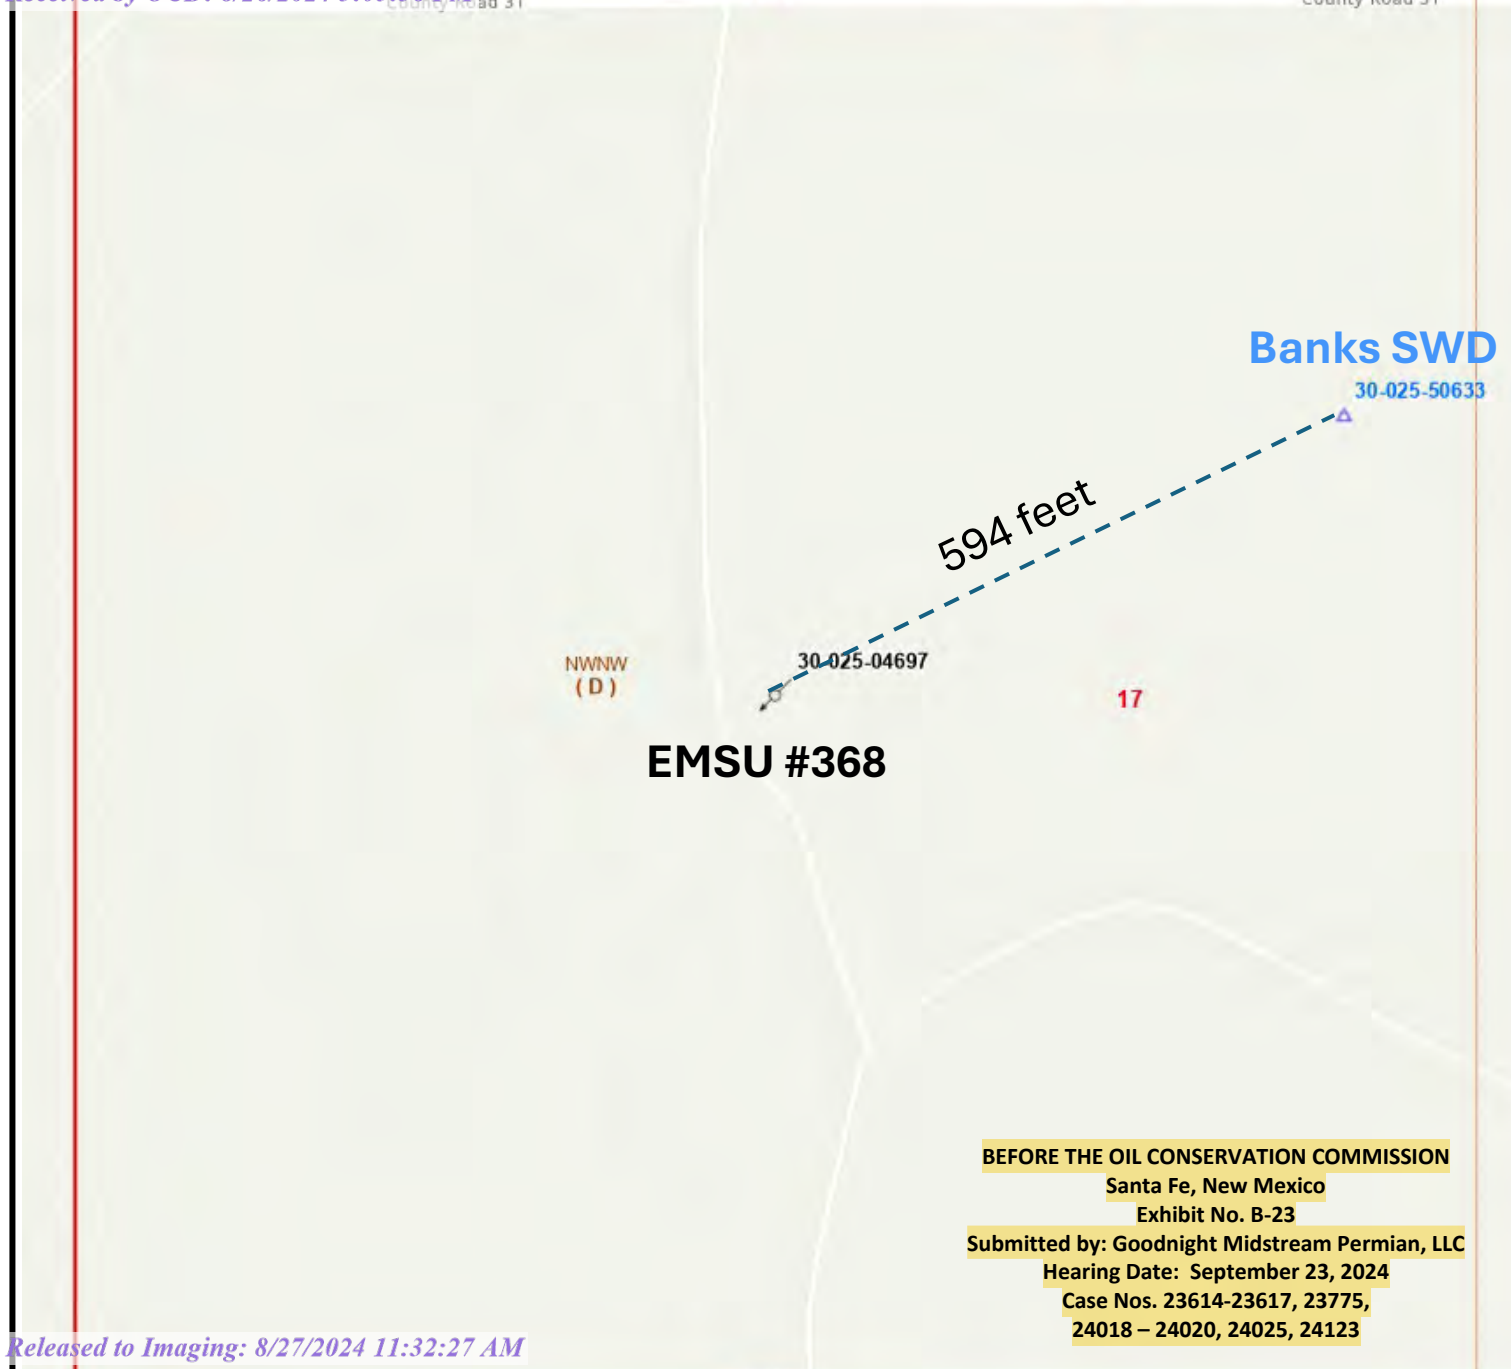 County Road 31
County Road 31
Banks SWD
30-025-50633
594 feet
30-025-04697
NWNW
( D )
17
EMSU #368
BEFORE THE OIL CONSERVATION COMMISSION
Santa Fe, New Mexico
Exhibit No. B-23
Submitted by: Goodnight Midstream Permian, LLC
Hearing Date: September 23, 2024
Case Nos. 23614-23617, 23775,
24018 – 24020, 24025, 24123
Released to Imaging: 8/27/2024 11:32:27 AM